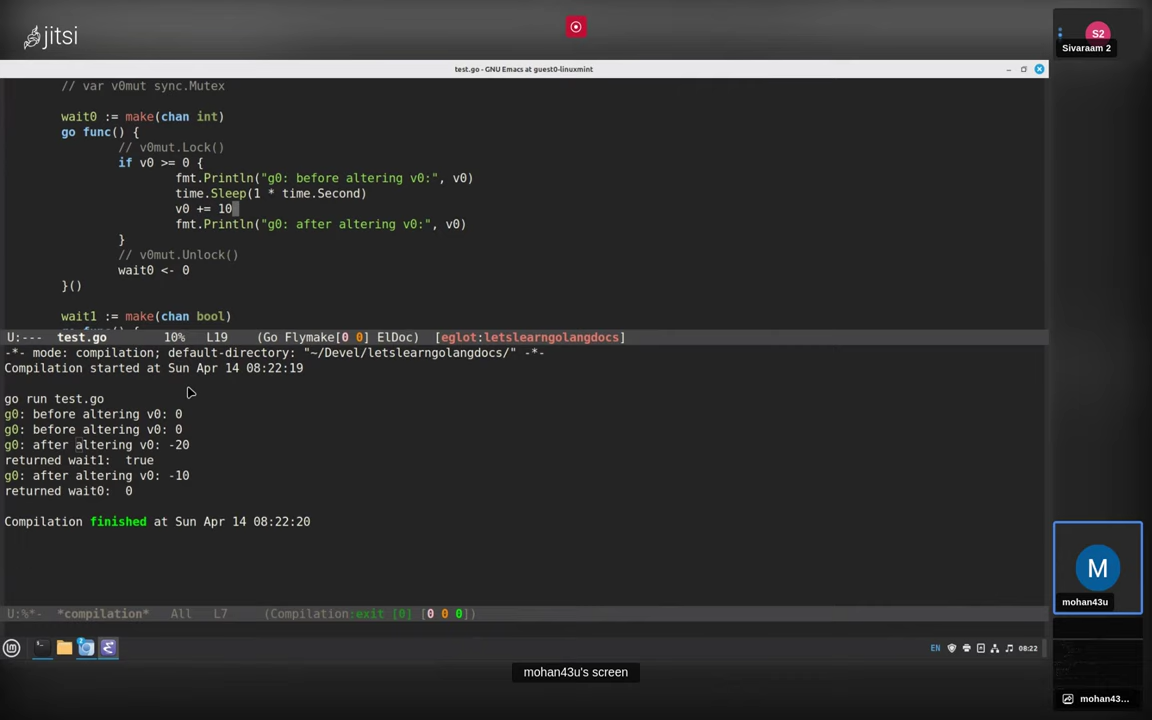 jitsi
S2
Sivaraam 2
test.go - GNU Emacs at guest0-linuxmint
// var v0mut sync.Mutex
wait0 := make(chan int)
go func() {
// v0mut.Lock()
if v0 >= 0 {
fmt.Println("g0: before altering v0:", v0)
time.Sleep(1 * time.Second)
v0 += 10
fmt.Println("g0: after altering v0:", v0)
}
// v0mut.Unlock()
wait0 <- 0
}()
wait1 := make(chan bool)
U:--- test.go 10% L19 (Go Flymake[0 0] ElDoc) [eglot:letslearngolangdocs]
-*- mode: compilation; default-directory: "~/Devel/letslearngolangdocs/" -*-
Compilation started at Sun Apr 14 08:22:19
go run test.go
g0: before altering v0: 0
g0: before altering v0: 0
g0: after altering v0: -20
returned wait1:  true
g0: after altering v0: -10
returned wait0:  0
Compilation finished at Sun Apr 14 08:22:20
U:%*- *compilation* All L7 (Compilation:exit [0] [0 0 0])
M
mohan43u
EN 08:22
mohan43u's screen
mohan43...